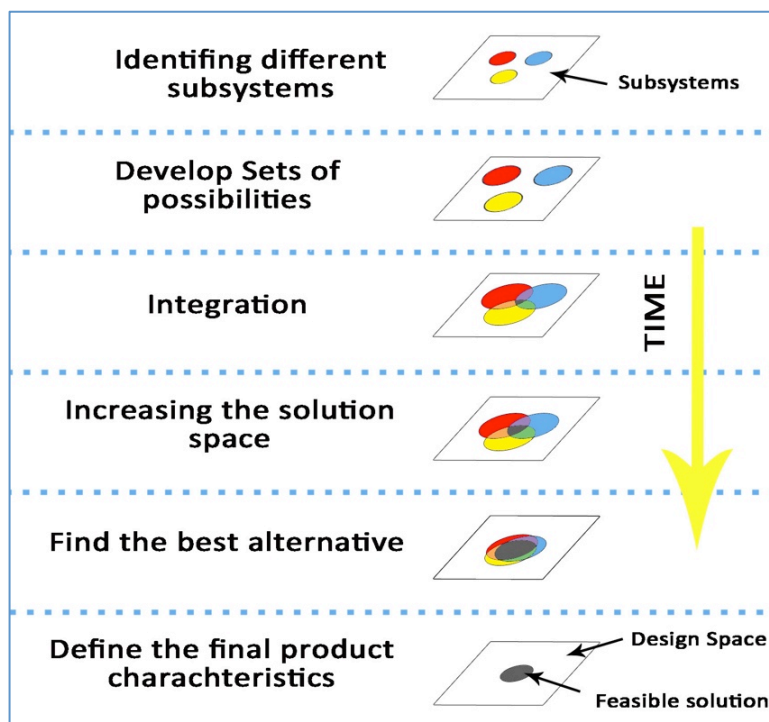 Identifing different
subsystems
Subsystems
Develop Sets of
possibilities
Integration
TIME
Increasing the solution
space
Find the best alternative
Define the final product
charachteristics
Design Space
Feasible solution